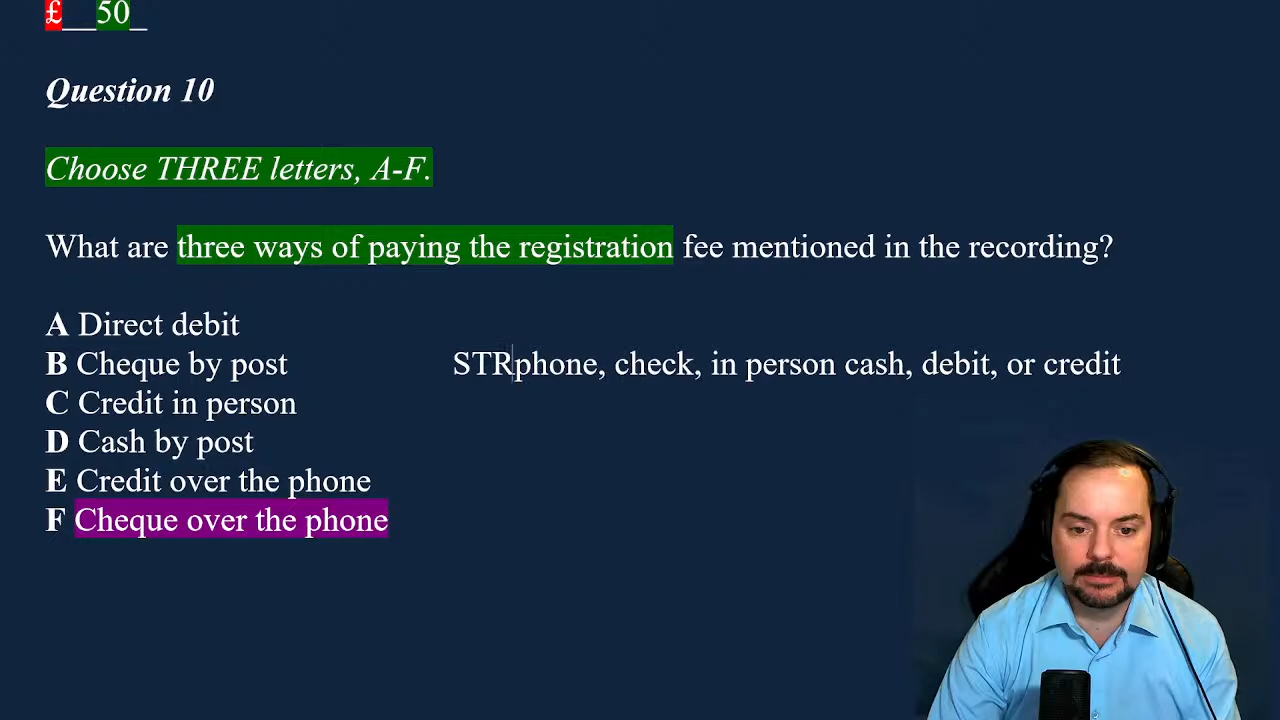 £___50_
Question 10
Choose THREE letters, A-F.
What are three ways of paying the registration fee mentioned in the recording?
A Direct debit
B Cheque by post
STRphone, check, in person cash, debit, or credit
C Credit in person
D Cash by post
E Credit over the phone
F Cheque over the phone